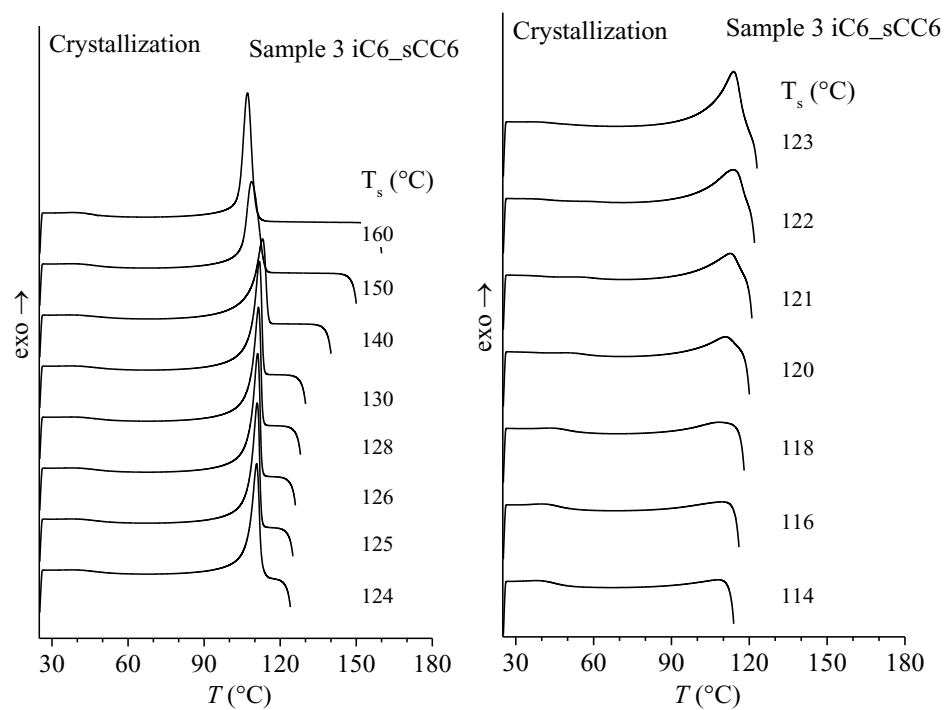 Crystallization
Sample 3 iC6_sCC6
T_s (°C)
160
150
140
130
128
126
125
124
exo →
30 60 90 120 150 180
T (°C)
Crystallization
Sample 3 iC6_sCC6
T_s (°C)
123
122
121
120
118
116
114
exo →
30 60 90 120 150 180
T (°C)